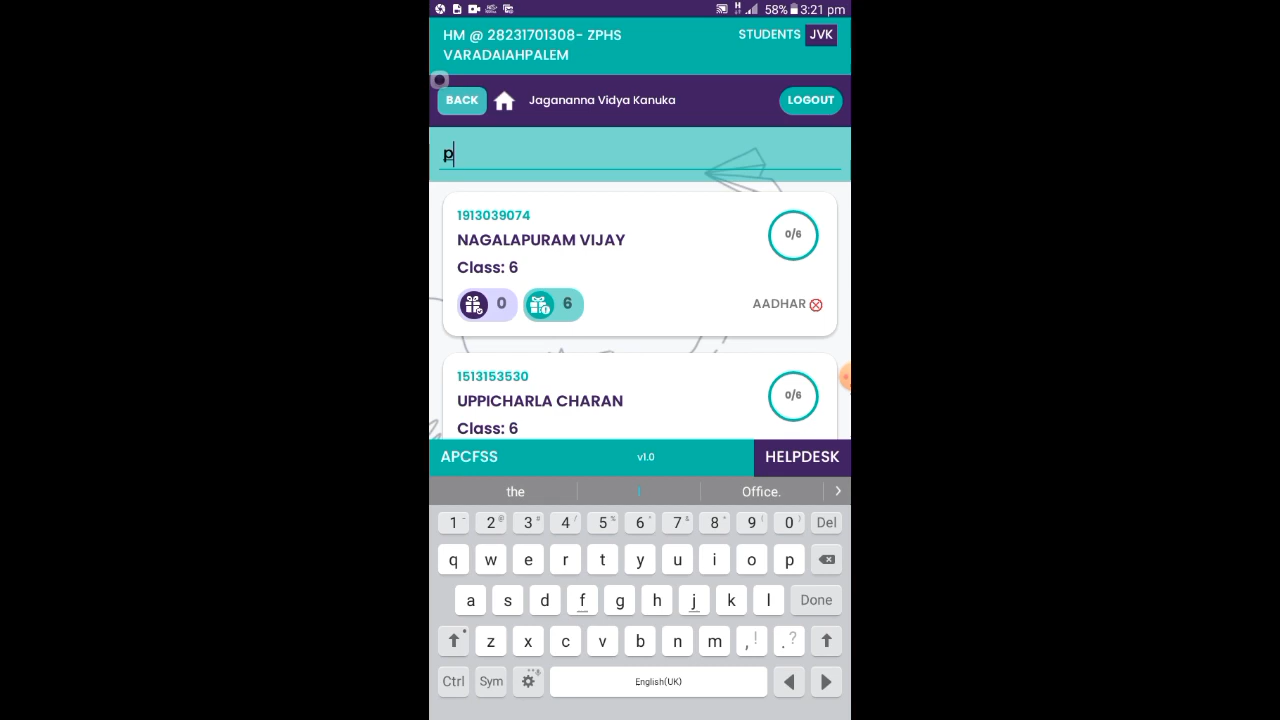 58% 3:21 pm
HM @ 28231701308- ZPHS
VARADAIAHPALEM
STUDENTS JVK
BACK Jagananna Vidya Kanuka LOGOUT
p
1913039074
NAGALAPURAM VIJAY
0/6
Class: 6
0 6 AADHAR
1513153530
UPPICHARLA CHARAN
0/6
Class: 6
APCFSS v1.0 HELPDESK
the I Office.
1 2 3 4 5 6 7 8 9 0 Del
q w e r t y u i o p
a s d f g h j k l Done
z x c v b n m , ! . ?
Ctrl Sym English(UK)